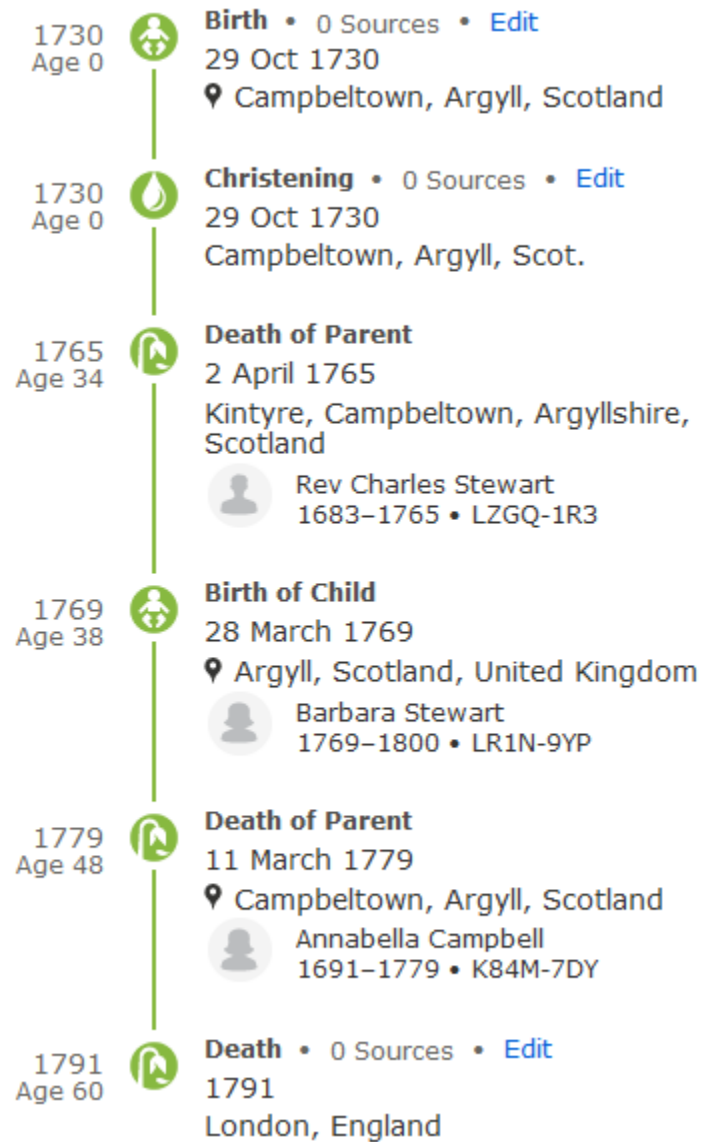 1730
Age 0
Birth • 0 Sources • Edit
29 Oct 1730
Campbeltown, Argyll, Scotland
1730
Age 0
Christening • 0 Sources • Edit
29 Oct 1730
Campbeltown, Argyll, Scot.
1765
Age 34
Death of Parent
2 April 1765
Kintyre, Campbeltown, Argyllshire,
Scotland
Rev Charles Stewart
1683–1765 • LZGQ-1R3
1769
Age 38
Birth of Child
28 March 1769
Argyll, Scotland, United Kingdom
Barbara Stewart
1769–1800 • LR1N-9YP
1779
Age 48
Death of Parent
11 March 1779
Campbeltown, Argyll, Scotland
Annabella Campbell
1691–1779 • K84M-7DY
1791
Age 60
Death • 0 Sources • Edit
1791
London, England